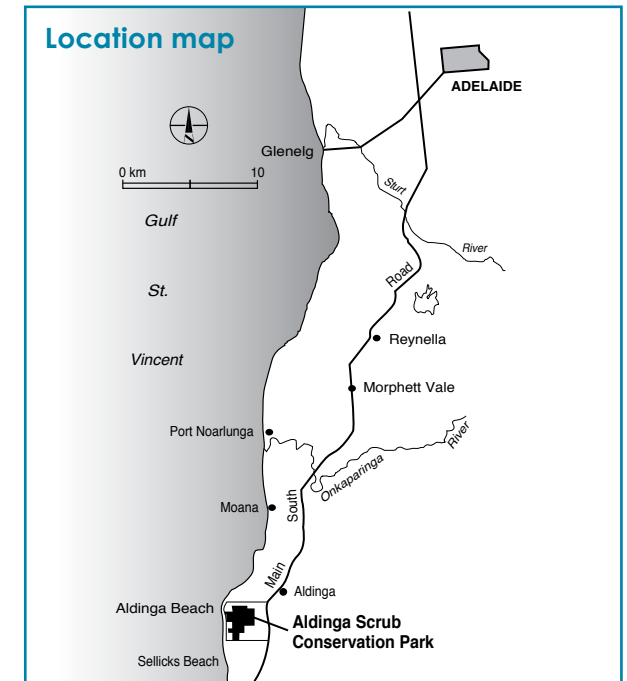 Location map
ADELAIDE
Glenelg
0 km 10
Sturt
River
Gulf
St.
Vincent
Road
Reynella
Morphett Vale
Port Noarlunga
River
Onkaparinga
South
Moana
Main
Aldinga
Aldinga Beach
Aldinga Scrub
Conservation Park
Sellicks Beach
N